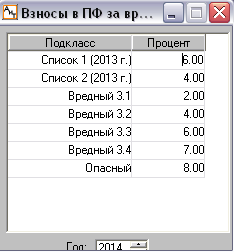 Взносы в ПФ за вр...
Подкласс Процент
Список 1 (2013 г.) 6.00
Список 2 (2013 г.) 4.00
Вредный 3.1 2.00
Вредный 3.2 4.00
Вредный 3.3 6.00
Вредный 3.4 7.00
Опасный 8.00
Год: 2014